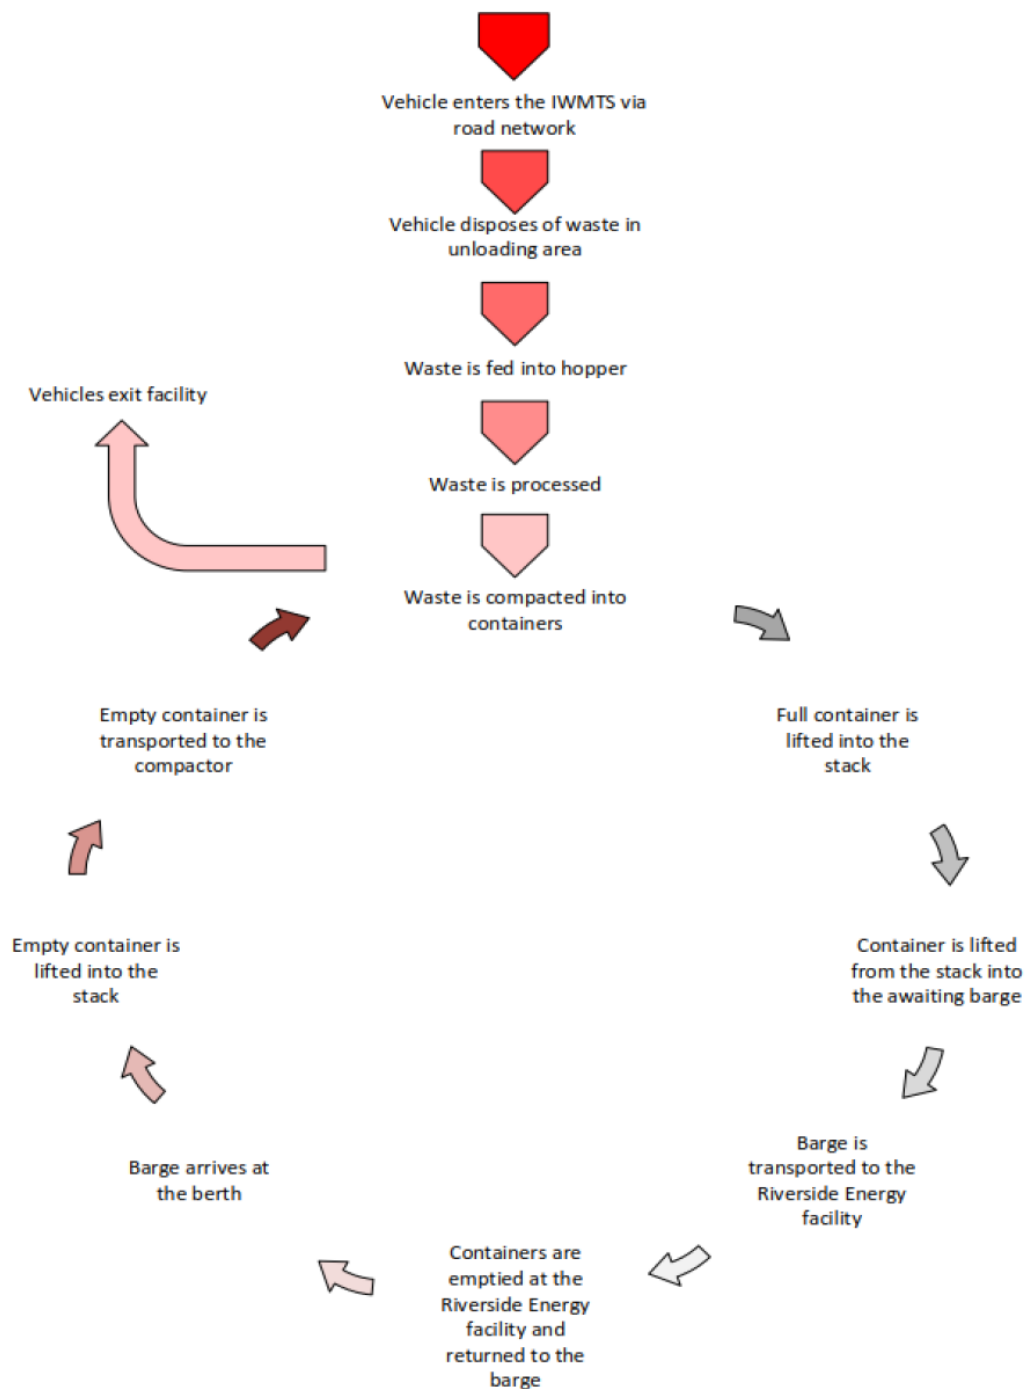 Vehicle enters the IWMTS via
road network
Vehicle disposes of waste in
unloading area
Waste is fed into hopper
Vehicles exit facility
Waste is processed
Waste is compacted into
containers
Full container is
lifted into the
stack
Container is lifted
from the stack into
the awaiting barge
Barge is
transported to the
Riverside Energy
facility
Containers are
emptied at the
Riverside Energy
facility and
returned to the
barge
Barge arrives at
the berth
Empty container is
lifted into the
stack
Empty container is
transported to the
compactor